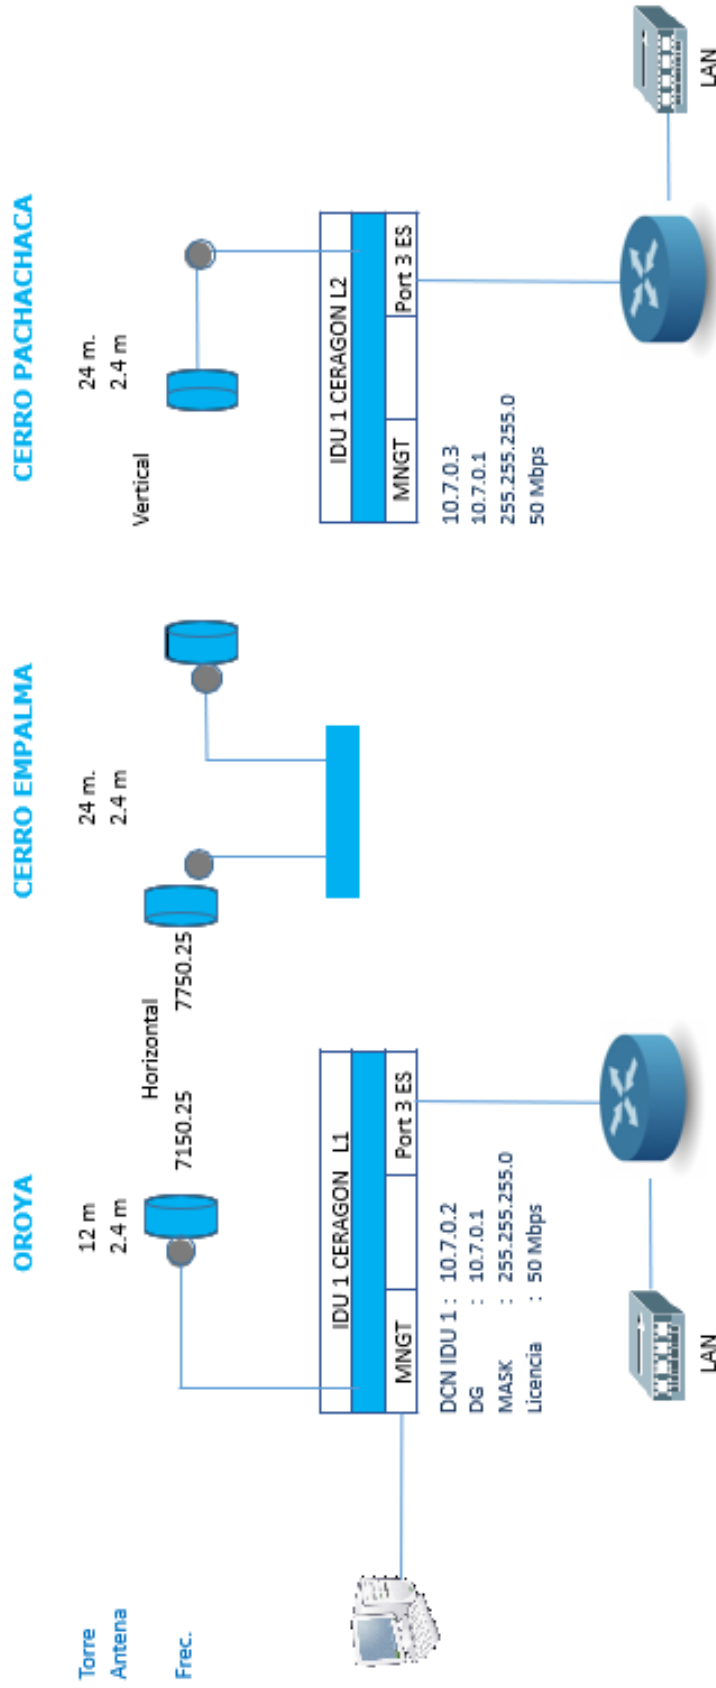 OROYA
CERRO EMPALMA
CERRO PACHACHACA
Torre
12 m
24 m.
24 m.
Antena
2.4 m
2.4 m
2.4 m
Horizontal
Vertical
Frec.
7150.25
7750.25
IDU 1 CERAGON L1
MNGT
Port 3 ES
IDU 1 CERAGON L2
MNGT
Port 3 ES
DCN IDU 1 : 10.7.0.2
DG : 10.7.0.1
MASK : 255.255.255.0
Licencia : 50 Mbps
10.7.0.3
10.7.0.1
255.255.255.0
50 Mbps
LAN
LAN